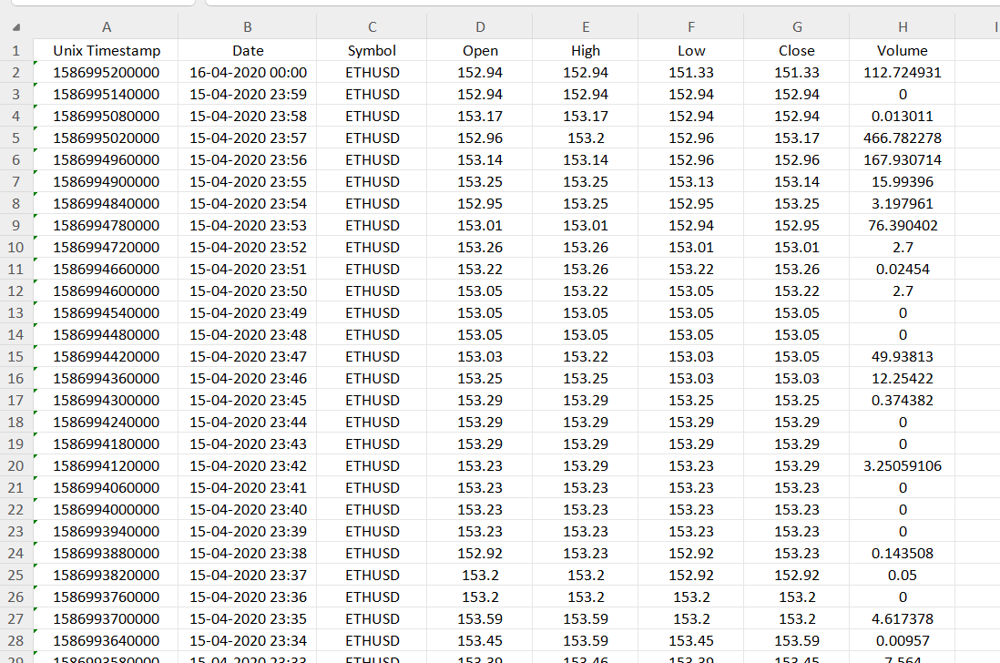 A B C D E F G H I
1 Unix Timestamp Date Symbol Open High Low Close Volume
2 1586995200000 16-04-2020 00:00 ETHUSD 152.94 152.94 151.33 151.33 112.724931
3 1586995140000 15-04-2020 23:59 ETHUSD 152.94 152.94 152.94 152.94 0
4 1586995080000 15-04-2020 23:58 ETHUSD 153.17 153.17 152.94 152.94 0.013011
5 1586995020000 15-04-2020 23:57 ETHUSD 152.96 153.2 152.96 153.17 466.782278
6 1586994960000 15-04-2020 23:56 ETHUSD 153.14 153.14 152.96 152.96 167.930714
7 1586994900000 15-04-2020 23:55 ETHUSD 153.25 153.25 153.13 153.14 15.99396
8 1586994840000 15-04-2020 23:54 ETHUSD 152.95 153.25 152.95 153.25 3.197961
9 1586994780000 15-04-2020 23:53 ETHUSD 153.01 153.01 152.94 152.95 76.390402
10 1586994720000 15-04-2020 23:52 ETHUSD 153.26 153.26 153.01 153.01 2.7
11 1586994660000 15-04-2020 23:51 ETHUSD 153.22 153.26 153.22 153.26 0.02454
12 1586994600000 15-04-2020 23:50 ETHUSD 153.05 153.22 153.05 153.22 2.7
13 1586994540000 15-04-2020 23:49 ETHUSD 153.05 153.05 153.05 153.05 0
14 1586994480000 15-04-2020 23:48 ETHUSD 153.05 153.05 153.05 153.05 0
15 1586994420000 15-04-2020 23:47 ETHUSD 153.03 153.22 153.03 153.05 49.93813
16 1586994360000 15-04-2020 23:46 ETHUSD 153.25 153.25 153.03 153.03 12.25422
17 1586994300000 15-04-2020 23:45 ETHUSD 153.29 153.29 153.25 153.25 0.374382
18 1586994240000 15-04-2020 23:44 ETHUSD 153.29 153.29 153.29 153.29 0
19 1586994180000 15-04-2020 23:43 ETHUSD 153.29 153.29 153.29 153.29 0
20 1586994120000 15-04-2020 23:42 ETHUSD 153.23 153.29 153.23 153.29 3.25059106
21 1586994060000 15-04-2020 23:41 ETHUSD 153.23 153.23 153.23 153.23 0
22 1586994000000 15-04-2020 23:40 ETHUSD 153.23 153.23 153.23 153.23 0
23 1586993940000 15-04-2020 23:39 ETHUSD 153.23 153.23 153.23 153.23 0
24 1586993880000 15-04-2020 23:38 ETHUSD 152.92 153.23 152.92 153.23 0.143508
25 1586993820000 15-04-2020 23:37 ETHUSD 153.2 153.2 152.92 152.92 0.05
26 1586993760000 15-04-2020 23:36 ETHUSD 153.2 153.2 153.2 153.2 0
27 1586993700000 15-04-2020 23:35 ETHUSD 153.59 153.59 153.2 153.2 4.617378
28 1586993640000 15-04-2020 23:34 ETHUSD 153.45 153.59 153.45 153.59 0.00957
29 1586993580000 15-04-2020 23:33 ETHUSD 153.39 153.46 153.39 153.45 7.564